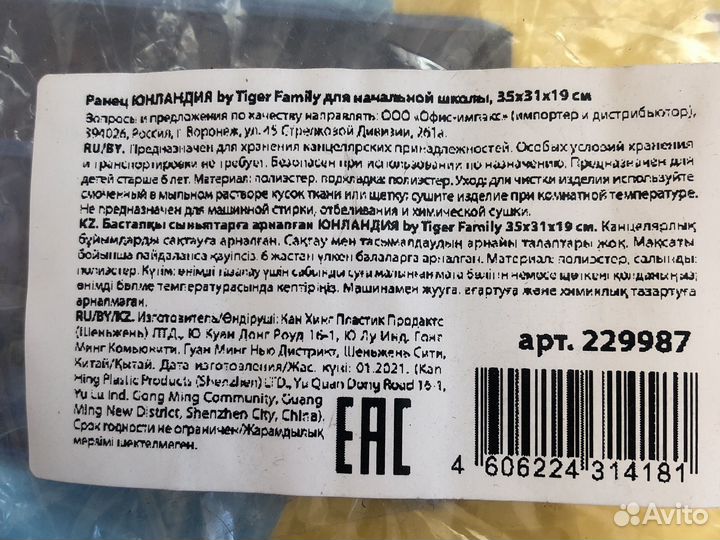 Ранец ЮНЛАНДИЯ by Tiger Family для начальной школы, 35x31x19 см
Вопросы и предложения по качеству направлять: ООО «Офис-импэкс» (импортер и дистрибьютор),
394026, Россия, г. Воронеж, ул. 45 Стрелковой Дивизии, 261а.
RU/BY. Предназначен для хранения канцелярских принадлежностей. Особых условий хранения
и транспортировки не требует. Безопасен при использовании по назначению. Предназначен для
детей старше 6 лет. Материал: полиэстер, подкладка: полиэстер. Уход: для чистки изделия используйте
смоченный в мыльном растворе кусок ткани или щетку; сушите изделие при комнатной температуре.
Не предназначен для машинной стирки, отбеливания и химической сушки.
KZ. Бастапқы сыныптарға арналған ЮНЛАНДИЯ by Tiger Family 35x31x19 см. Канцелярлық
бұйымдарды сақтауға арналған. Сақтау мен тасымалдаудың арнайы талаптары жоқ. Мақсаты
бойынша пайдаланса қауіпсіз. 6 жастан үлкен балаларға арналған. Материал: полиэстер, салынды:
полиэстер. Күтім: өнімді тазалау үшін сабынды суға малынған мата бөлігін немесе щеткені қолданыңыз;
өнімді бөлме температурасында кептіріңіз. Машинамен жууға, ағартуға және химиялық тазартуға
арналмаған.
RU/BY/KZ. Изготовитель/Өндіруші: Кан Хинг Пластик Продактс
(Шеньжень) ЛТД., Ю Куан Донг Роуд 16-1, Ю Лу Инд. Гонг
Минг Комьюнити, Гуан Минг Нью Дистрикт, Шеньжень Сити,
Китай/Қытай. Дата изготовления/Жас. күні: 01.2021. (Kan
Hing Plastic Products (Shenzhen) LTD., Yu Quan Dong Road 16-1,
Yu Lu Ind. Gong Ming Community, Guang
Ming New District, Shenzhen City, China).
Срок годности не ограничен/Жарамдылық
мерзімі шектелмеген.
арт. 229987
EAC
4 606224 314181
Avito